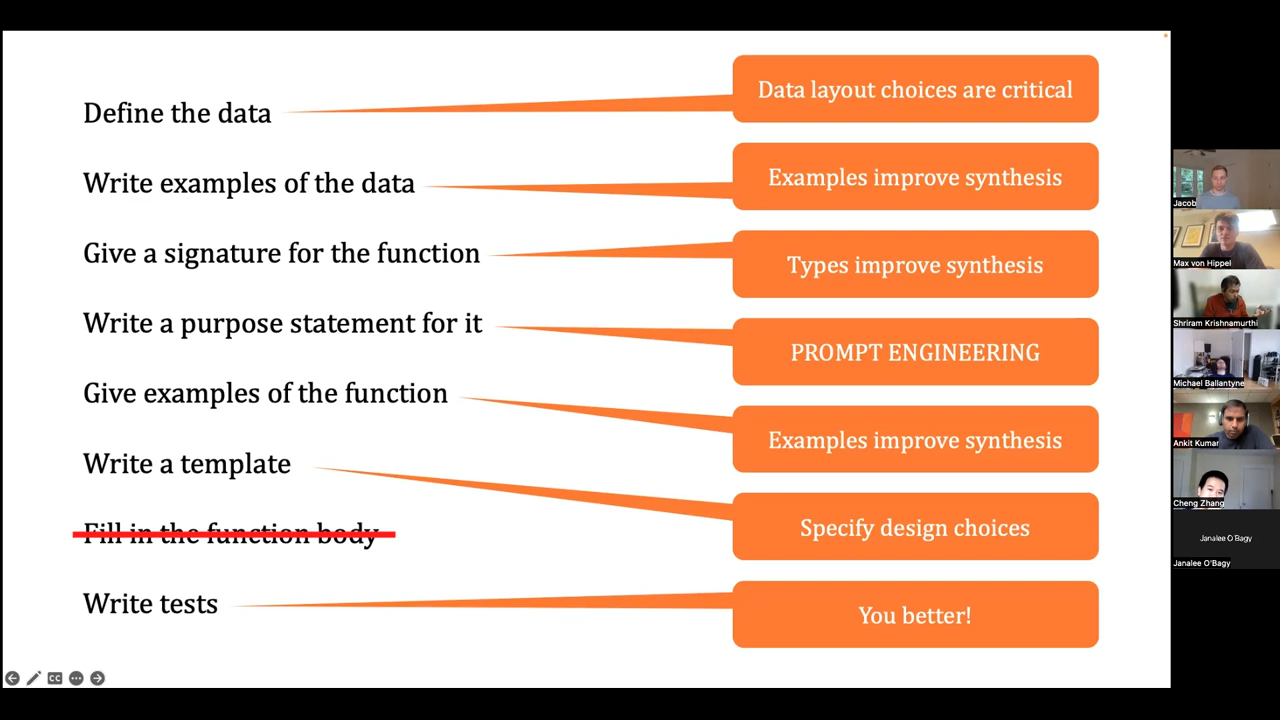 Define the data
Data layout choices are critical
Write examples of the data
Examples improve synthesis
Give a signature for the function
Types improve synthesis
Write a purpose statement for it
PROMPT ENGINEERING
Give examples of the function
Examples improve synthesis
Write a template
Specify design choices
Fill in the function body
Write tests
You better!
CC
Jacob
Max von Hippel
Shriram Krishnamurthi
Michael Ballantyne
Ankit Kumar
Cheng Zhang
Janalee O Bagy
Janalee O'Bagy